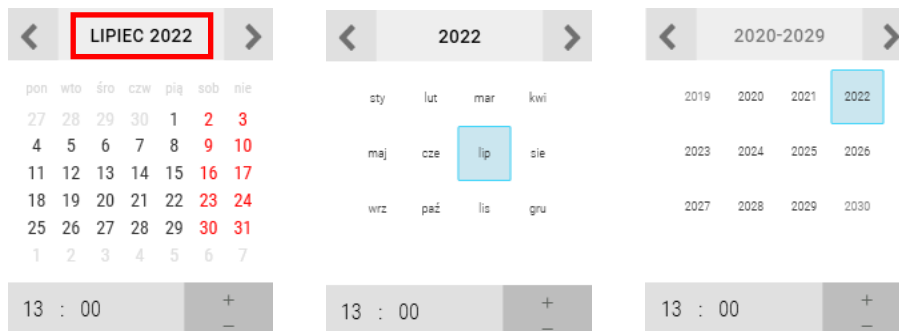 LIPIEC 2022
pon wto śro czw pią sob nie
27 28 29 30 1 2 3
4 5 6 7 8 9 10
11 12 13 14 15 16 17
18 19 20 21 22 23 24
25 26 27 28 29 30 31
1 2 3 4 5 6 7
13 : 00 +
−
2022
sty lut mar kwi
maj cze lip sie
wrz paź lis gru
13 : 00 +
−
2020-2029
2019 2020 2021 2022
2023 2024 2025 2026
2027 2028 2029 2030
13 : 00 +
−